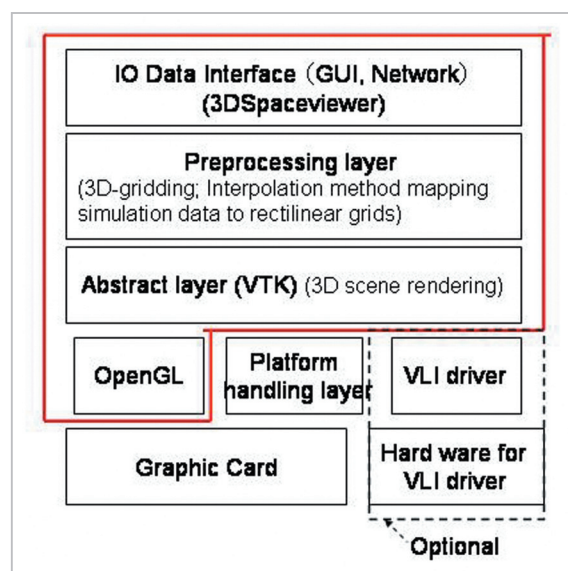 IO Data Interface（GUI, Network）
(3DSpaceviewer)
Preprocessing layer
(3D-gridding; Interpolation method mapping
simulation data to rectilinear grids)
Abstract layer (VTK) (3D scene rendering)
OpenGL
Platform
handling layer
VLI driver
Graphic Card
Hard ware for
VLI driver
Optional